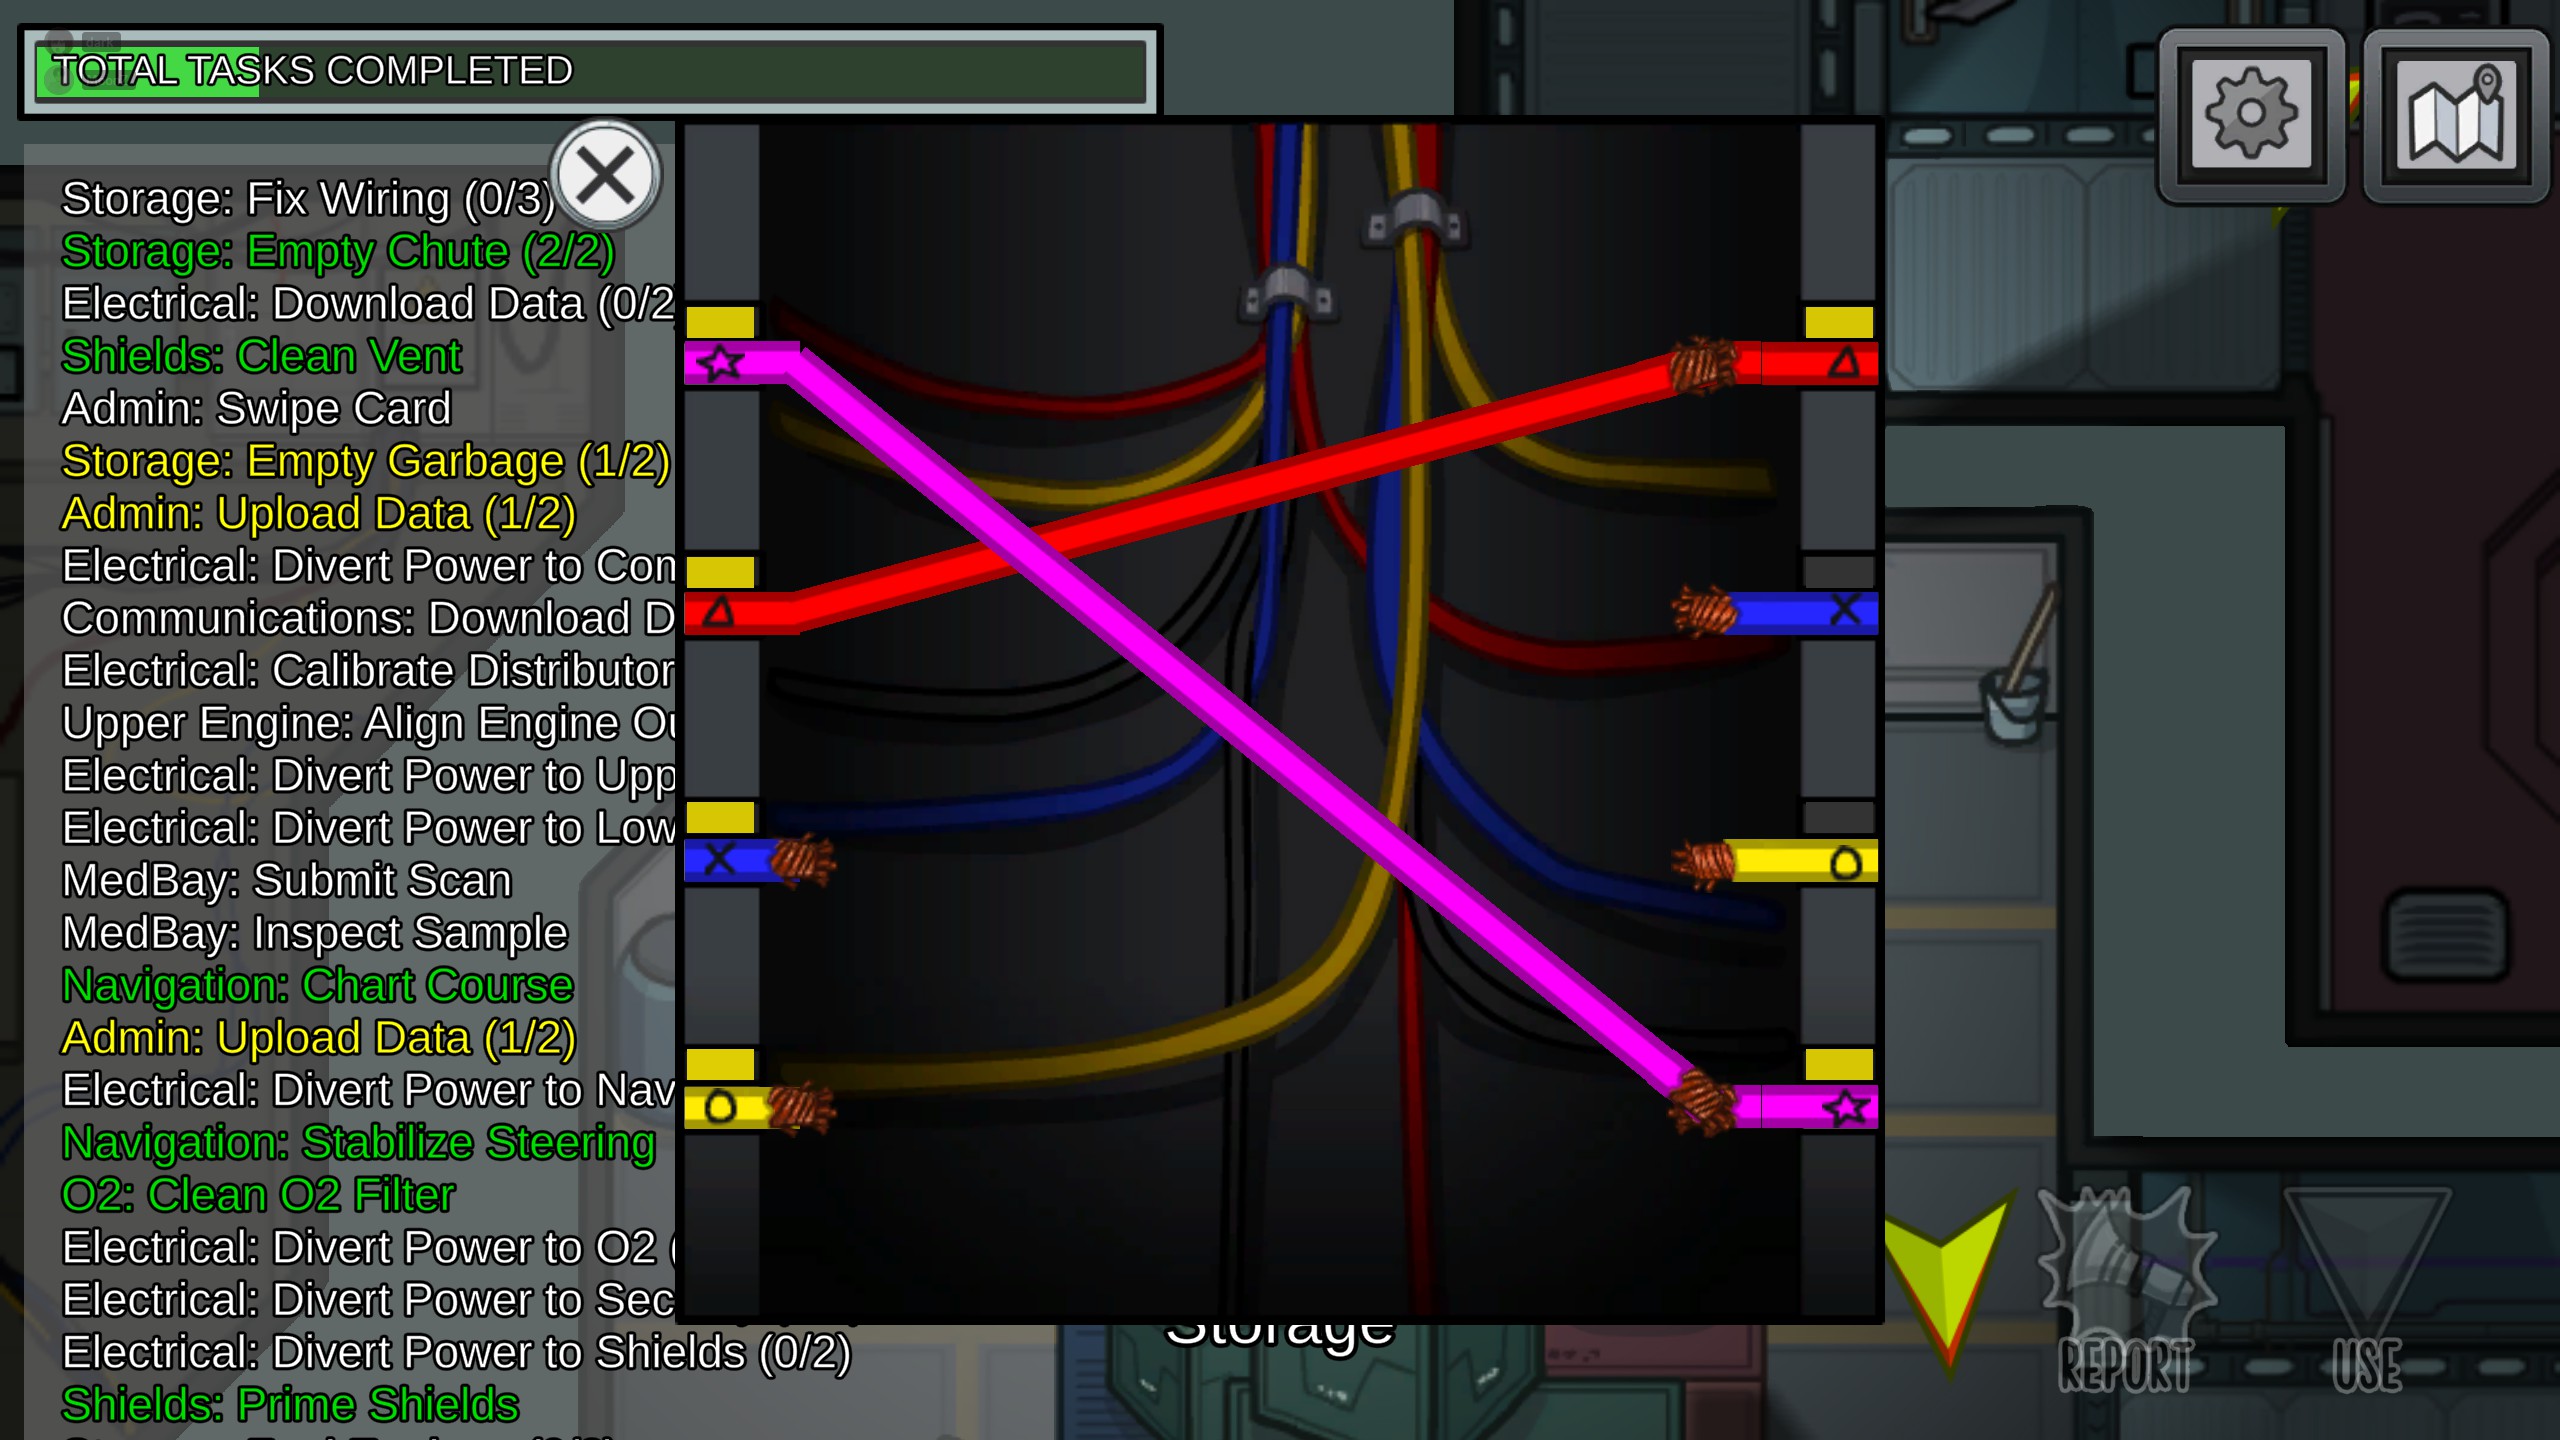 TOTAL TASKS COMPLETED
Storage: Fix Wiring (0/3)
Storage: Empty Chute (2/2)
Electrical: Download Data (0/2
Shields: Clean Vent
Admin: Swipe Card
Storage: Empty Garbage (1/2)
Admin: Upload Data (1/2)
Electrical: Divert Power to Com
Communications: Download D
Electrical: Calibrate Distributor
Upper Engine: Align Engine Ou
Electrical: Divert Power to Upp
Electrical: Divert Power to Low
MedBay: Submit Scan
MedBay: Inspect Sample
Navigation: Chart Course
Admin: Upload Data (1/2)
Electrical: Divert Power to Nav
Navigation: Stabilize Steering
O2: Clean O2 Filter
Electrical: Divert Power to O2 (
Electrical: Divert Power to Sec
Electrical: Divert Power to Shields (0/2)
Shields: Prime Shields
Storage
REPORT
USE